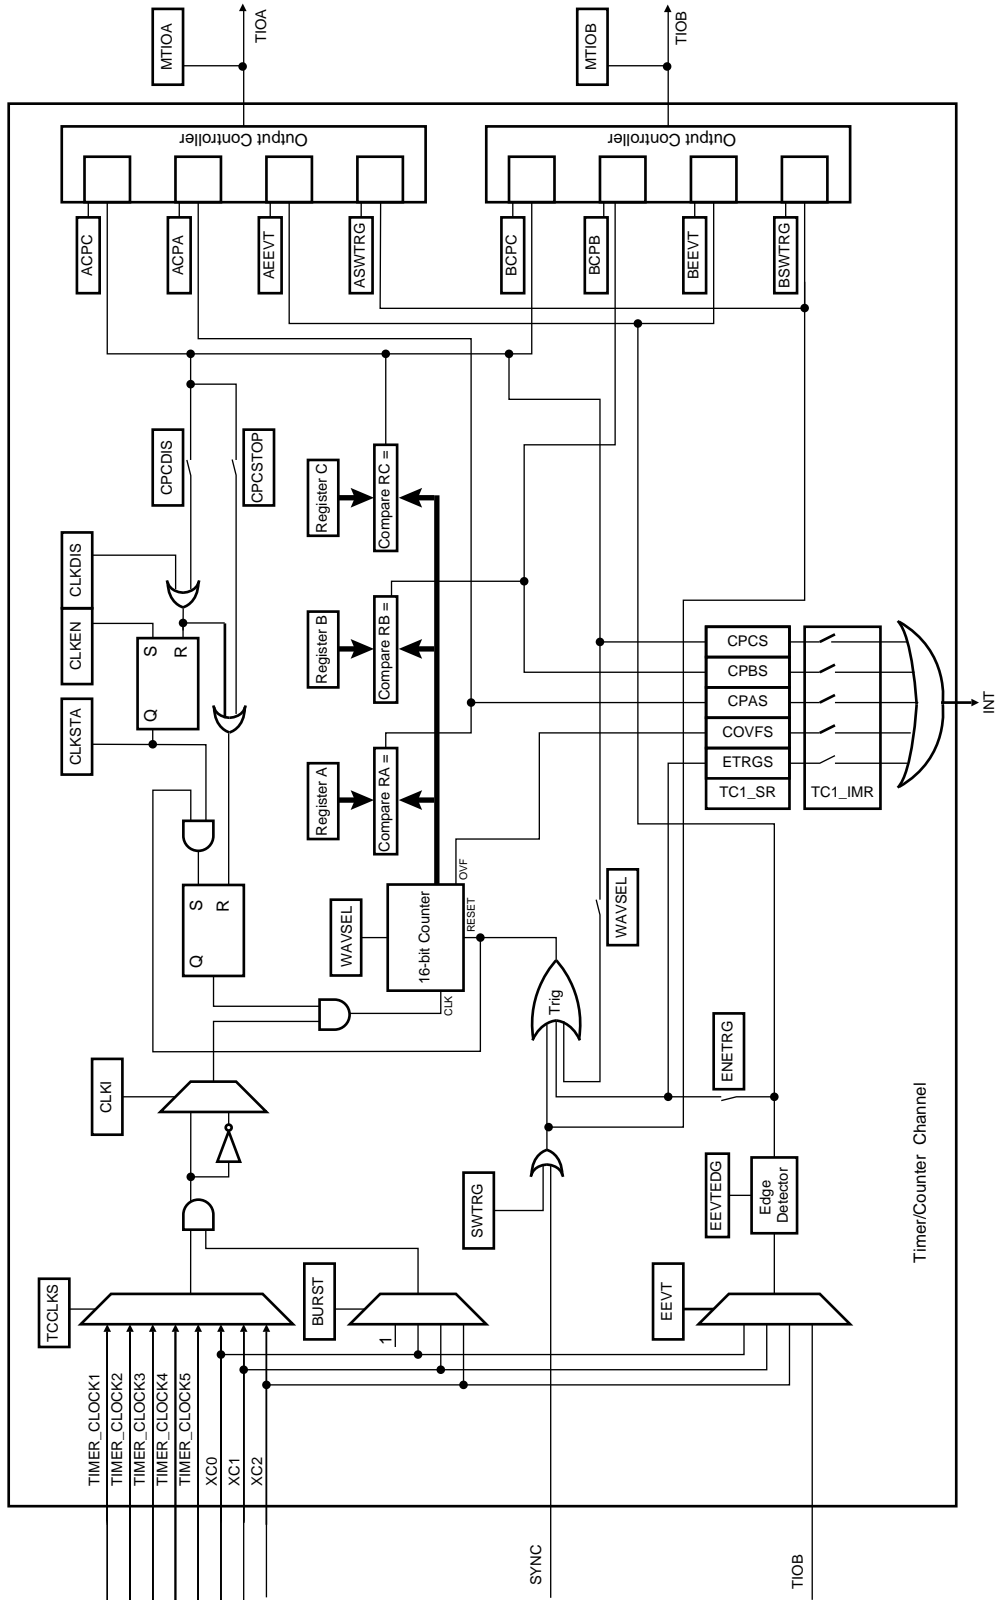 TIMER_CLOCK1
TIMER_CLOCK2
TIMER_CLOCK3
TIMER_CLOCK4
TIMER_CLOCK5
XC0
XC1
XC2
TCCLKS
CLKI
CLKSTA
CLKEN
CLKDIS
Q
S
R
Q
S
R
CPCDIS
CPCSTOP
BURST
1
WAVSEL
16-bit Counter
CLK
RESET
OVF
Register A
Register B
Register C
Compare RA =
Compare RB =
Compare RC =
ACPC
ACPA
AEEVT
ASWTRG
Output Controller
MTIOA
TIOA
BCPC
BCPB
BEEVT
BSWTRG
Output Controller
MTIOB
TIOB
SYNC
SWTRG
Trig
WAVSEL
TIOB
EEVT
EEVTEDG
Edge
Detector
ENETRG
CPCS
CPBS
CPAS
COVFS
ETRGS
TC1_SR
TC1_IMR
INT
Timer/Counter Channel